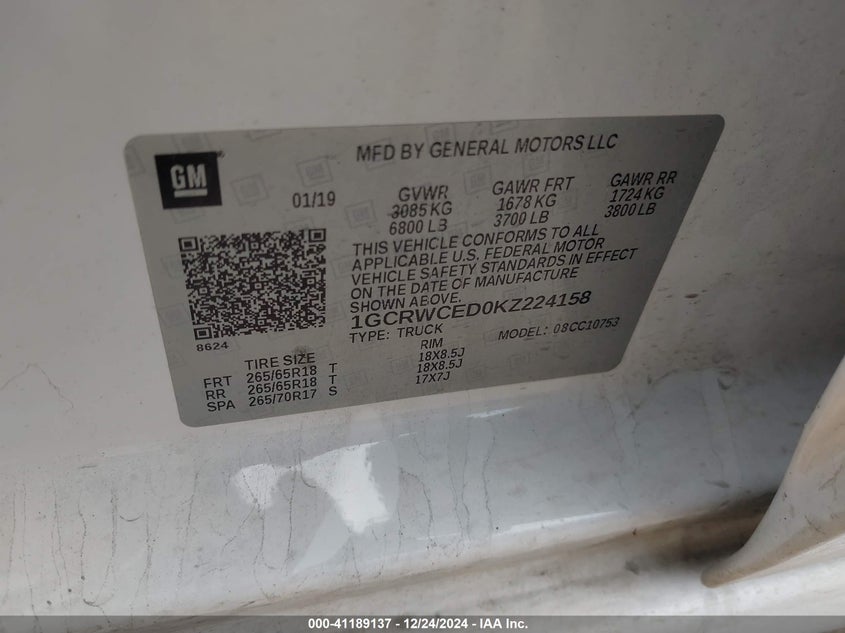 GM
MFD BY GENERAL MOTORS LLC
01/19
GVWR GAWR FRT GAWR RR
3085 KG 1678 KG 1724 KG
6800 LB 3700 LB 3800 LB
THIS VEHICLE CONFORMS TO ALL
APPLICABLE U.S. FEDERAL MOTOR
VEHICLE SAFETY STANDARDS IN EFFECT
ON THE DATE OF MANUFACTURE
SHOWN ABOVE.
1GCRWCED0KZ224158
TYPE: TRUCK MODEL: 08CC10753
8624
TIRE SIZE RIM
FRT 265/65R18 T 18X8.5J
RR 265/65R18 T 18X8.5J
SPA 265/70R17 S 17X7J
000-41189137 - 12/24/2024 - IAA Inc.